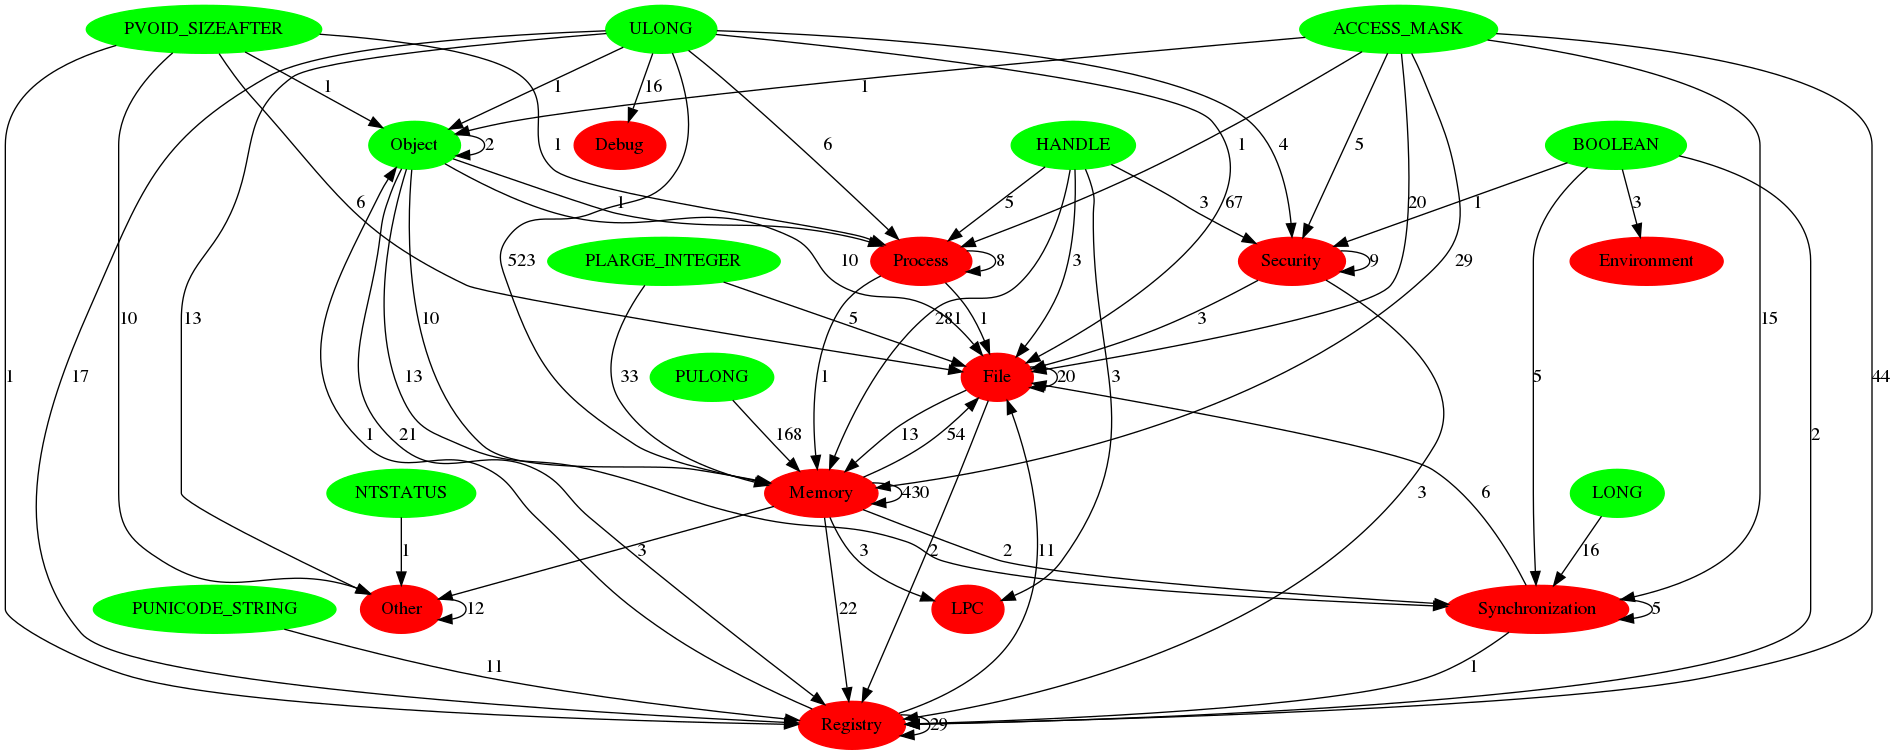 PVOID_SIZEAFTER ULONG ACCESS_MASK
1 1 16 1
Object 2 Debug 1 6 HANDLE 1 4 5 BOOLEAN
6 1 5 67 3 20 1 3
523 PLARGE_INTEGER 10 Process 8 3 Security 9 29 Environment
1 10 13 33 5 281 1 3 15
17 10 13 1 PULONG File 20 3 5 44
1 21 168 13 54 11 3 2
NTSTATUS Memory 430 6 LONG
1 3 3 2 2 16
PUNICODE_STRING Other 12 22 LPC Synchronization 5
11 1
Registry 29